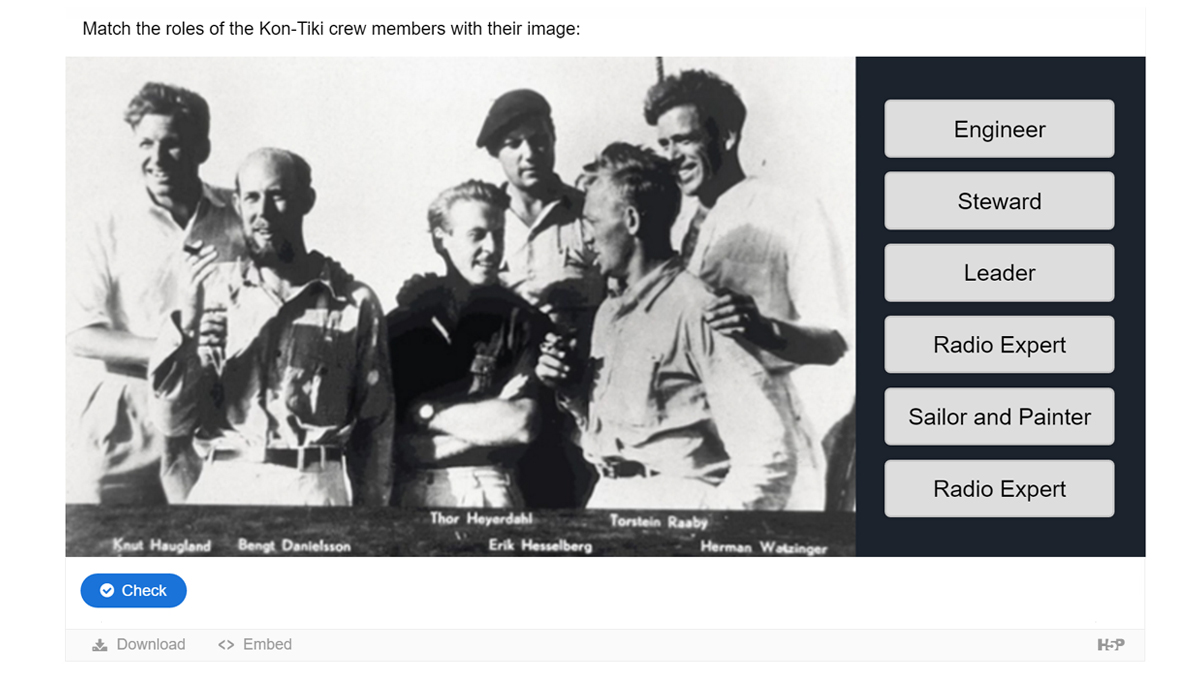 Match the roles of the Kon-Tiki crew members with their image:
Engineer
Steward
Leader
Radio Expert
Sailor and Painter
Radio Expert
Thor Heyerdahl
Torstein Raaby
Knut Haugland
Bengt Danielsson
Erik Hesselberg
Herman Watzinger
Check
Download
<> Embed
H5P